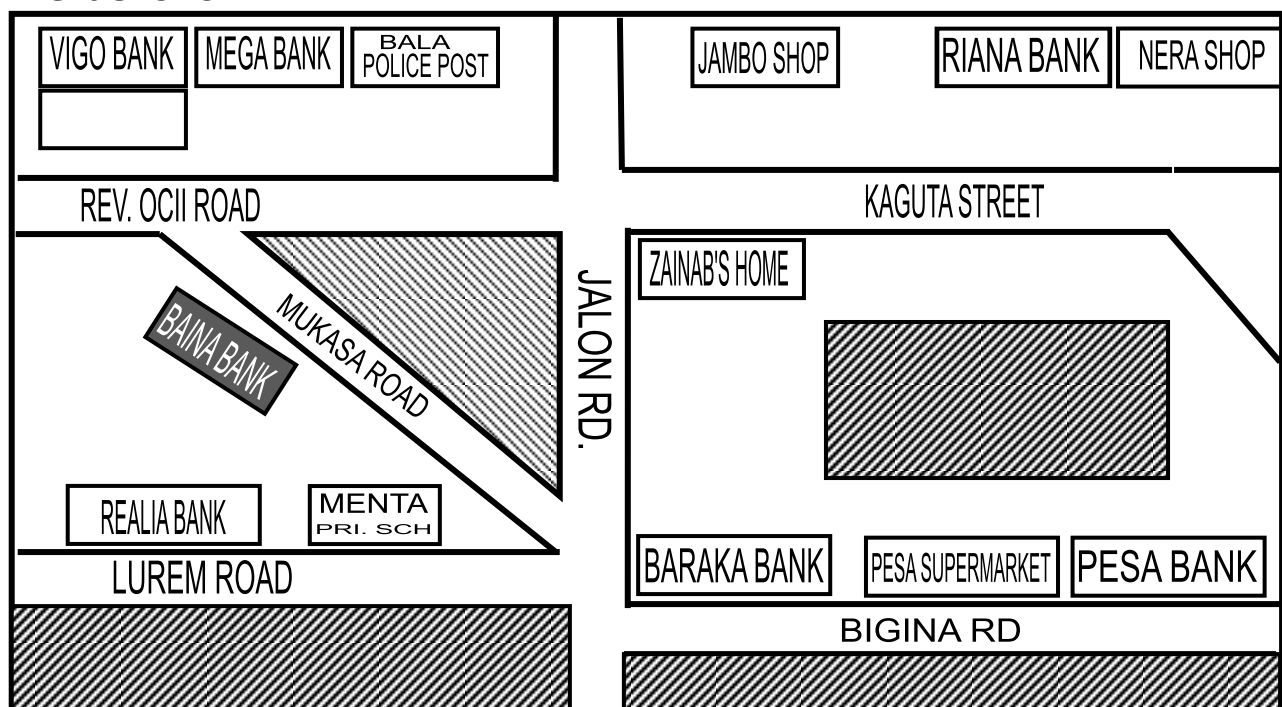 VIGO BANK
MEGA BANK
BALA
POLICE POST
JAMBO SHOP
RIANA BANK
NERA SHOP
REV. OCII ROAD
KAGUTA STREET
ZAINAB'S HOME
JALON RD.
MUKASA ROAD
BAINA BANK
REALIA BANK
MENTA
PRI. SCH
BARAKA BANK
PESA SUPERMARKET
PESA BANK
LUREM ROAD
BIGINA RD